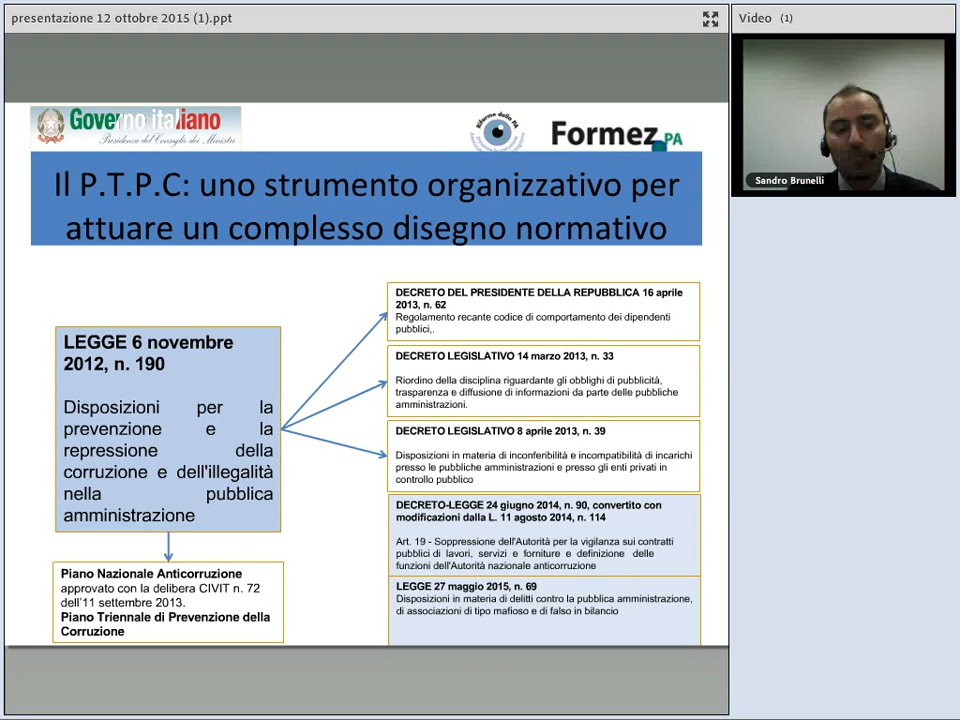 presentazione 12 ottobre 2015 (1).ppt
Video (1)
Governo italiano
Presidenza del Consiglio dei Ministri
Riforme della PA
Formez PA
Sandro Brunelli
Il P.T.P.C: uno strumento organizzativo per
attuare un complesso disegno normativo
LEGGE 6 novembre
2012, n. 190
Disposizioni per la
prevenzione e la
repressione della
corruzione e dell'illegalità
nella pubblica
amministrazione
Piano Nazionale Anticorruzione
approvato con la delibera CIVIT n. 72
dell'11 settembre 2013.
Piano Triennale di Prevenzione della
Corruzione
DECRETO DEL PRESIDENTE DELLA REPUBBLICA 16 aprile
2013, n. 62
Regolamento recante codice di comportamento dei dipendenti
pubblici,.
DECRETO LEGISLATIVO 14 marzo 2013, n. 33
Riordino della disciplina riguardante gli obblighi di pubblicità,
trasparenza e diffusione di informazioni da parte delle pubbliche
amministrazioni.
DECRETO LEGISLATIVO 8 aprile 2013, n. 39
Disposizioni in materia di inconferibilità e incompatibilità di incarichi
presso le pubbliche amministrazioni e presso gli enti privati in
controllo pubblico
DECRETO-LEGGE 24 giugno 2014, n. 90, convertito con
modificazioni dalla L. 11 agosto 2014, n. 114
Art. 19 - Soppressione dell'Autorità per la vigilanza sui contratti
pubblici di lavori, servizi e forniture e definizione delle
funzioni dell'Autorità nazionale anticorruzione
LEGGE 27 maggio 2015, n. 69
Disposizioni in materia di delitti contro la pubblica amministrazione,
di associazioni di tipo mafioso e di falso in bilancio